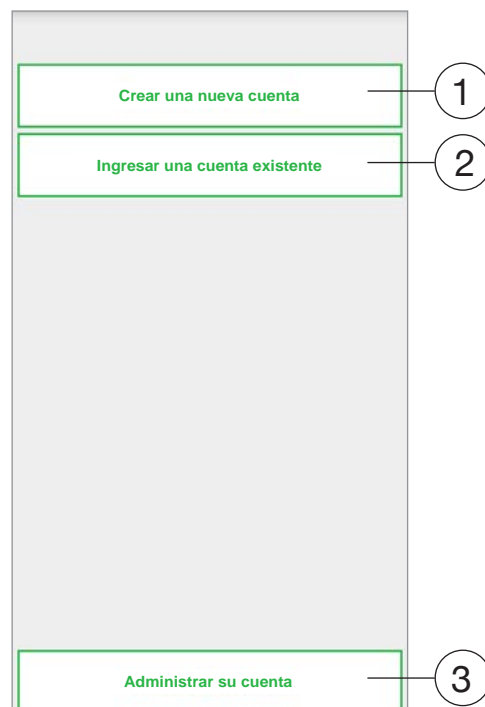 Crear una nueva cuenta
1
Ingresar una cuenta existente
2
Administrar su cuenta
3